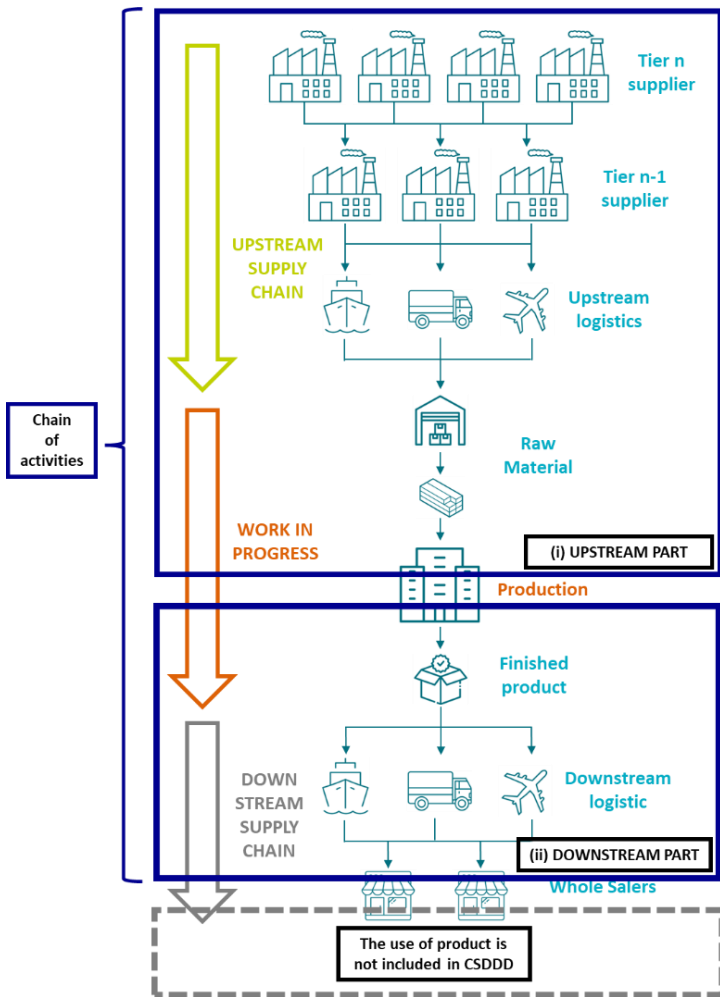 Tier n
supplier
Tier n-1
supplier
UPSTREAM
SUPPLY
CHAIN
Upstream
logistics
Chain
of
activities
Raw
Material
WORK IN
PROGRESS
(i) UPSTREAM PART
Production
Finished
product
DOWN
STREAM
SUPPLY
CHAIN
Downstream
logistic
(ii) DOWNSTREAM PART
Whole Salers
The use of product is
not included in CSDDD